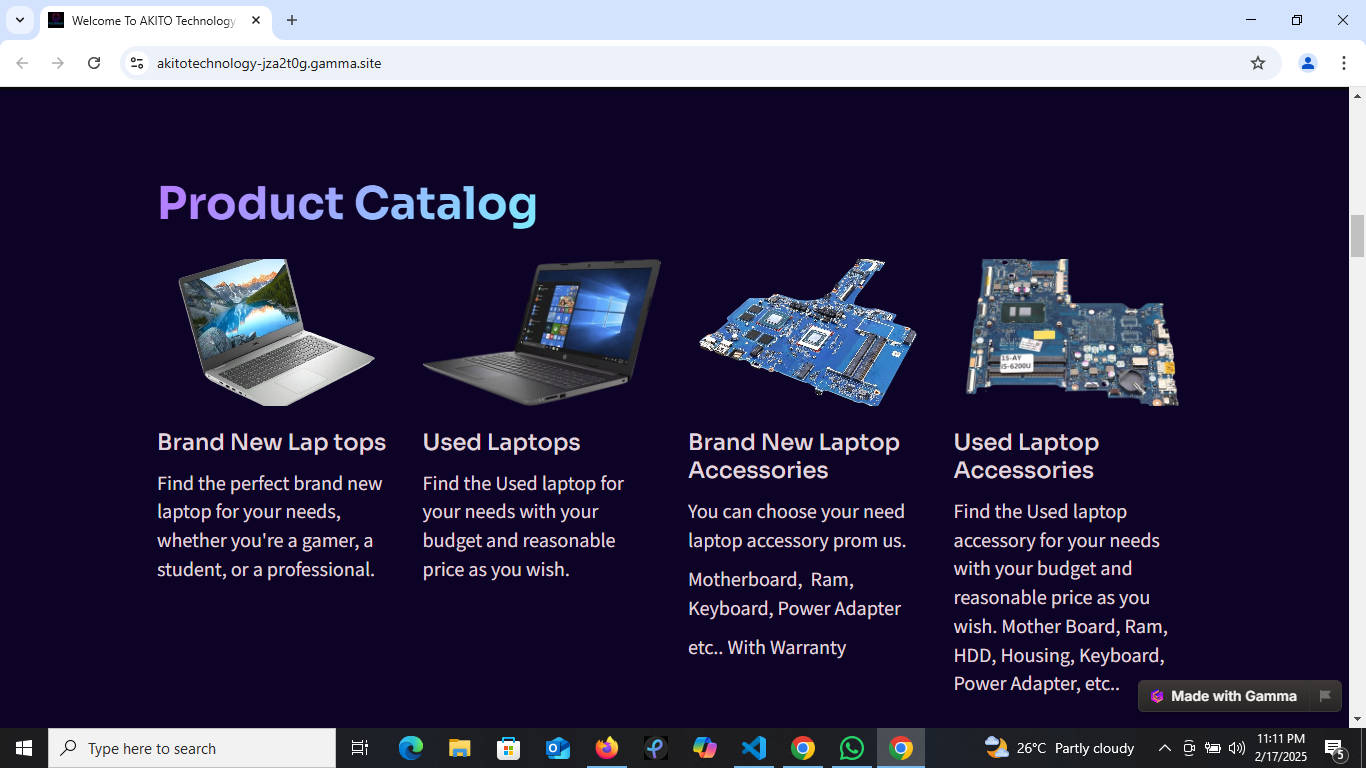 Welcome To AKITO Technology
akitotechnology-jza2t0g.gamma.site
Product Catalog
Brand New Lap tops
Find the perfect brand new
laptop for your needs,
whether you're a gamer, a
student, or a professional.
Used Laptops
Find the Used laptop for
your needs with your
budget and reasonable
price as you wish.
Brand New Laptop
Accessories
You can choose your need
laptop accessory prom us.
Motherboard,  Ram,
Keyboard, Power Adapter
etc.. With Warranty
15-AY
I5-6200U
Used Laptop
Accessories
Find the Used laptop
accessory for your needs
with your budget and
reasonable price as you
wish. Mother Board, Ram,
HDD, Housing, Keyboard,
Power Adapter, etc..
Made with Gamma
Type here to search
26°C Partly cloudy
11:11 PM
2/17/2025
5